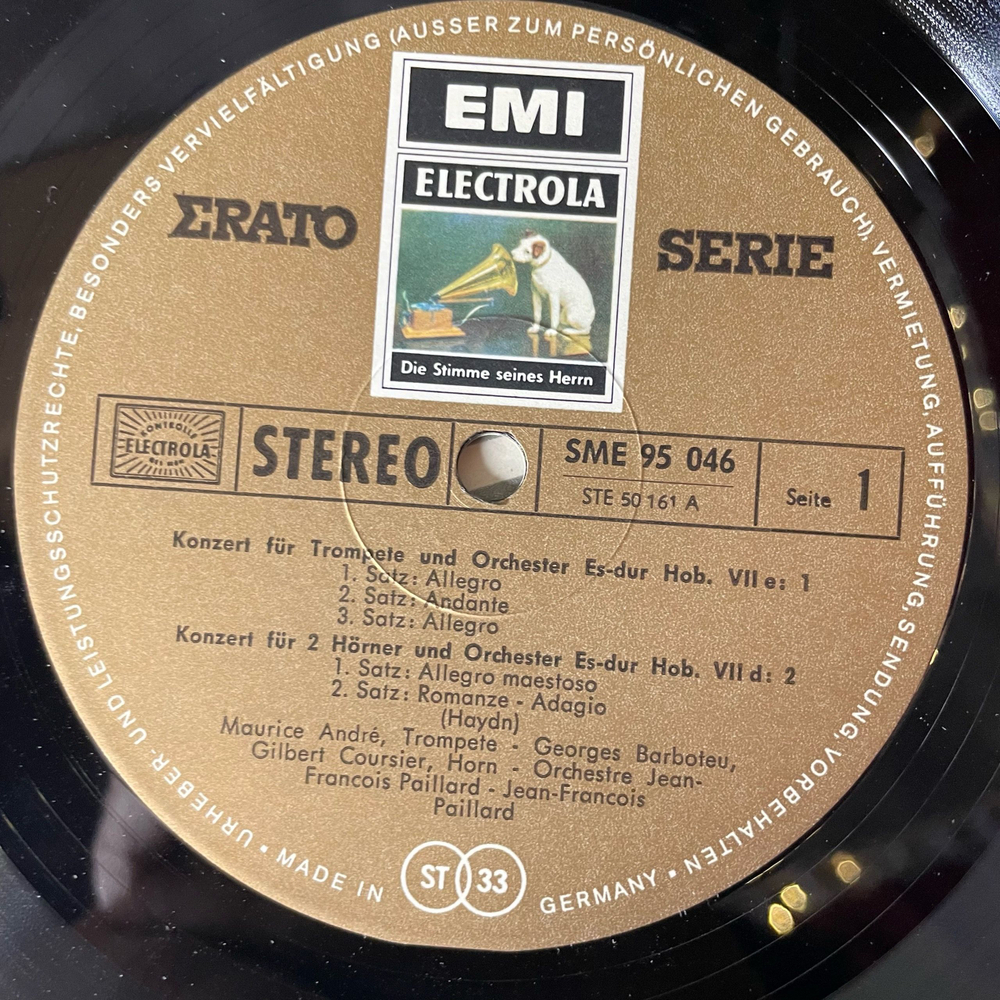 URHEBER- UND LEISTUNGSSCHUTZRECHTE, BESONDERS VERVIELFÄLTIGUNG (AUSSER ZUM PERSÖNLICHEN GEBRAUCH), VERMIETUNG, AUFFÜHRUNG, SENDUNG, VORBEHALTEN ▪
EMI
ELECTROLA
ΣRATO SERIE
Die Stimme seines Herrn
KONTROLLE
ELECTROLA
STEREO
SME 95 046
STE 50 161 A
Seite 1
Konzert für Trompete und Orchester Es-dur Hob. VII e: 1
1. Satz: Allegro
2. Satz: Andante
3. Satz: Allegro
Konzert für 2 Hörner und Orchester Es-dur Hob. VII d: 2
1. Satz: Allegro maestoso
2. Satz: Romanze - Adagio
(Haydn)
Maurice André, Trompete - Georges Barboteu,
Gilbert Coursier, Horn - Orchestre Jean-
Francois Paillard - Jean-Francois
Paillard
▪ MADE IN GERMANY ▪
ST 33